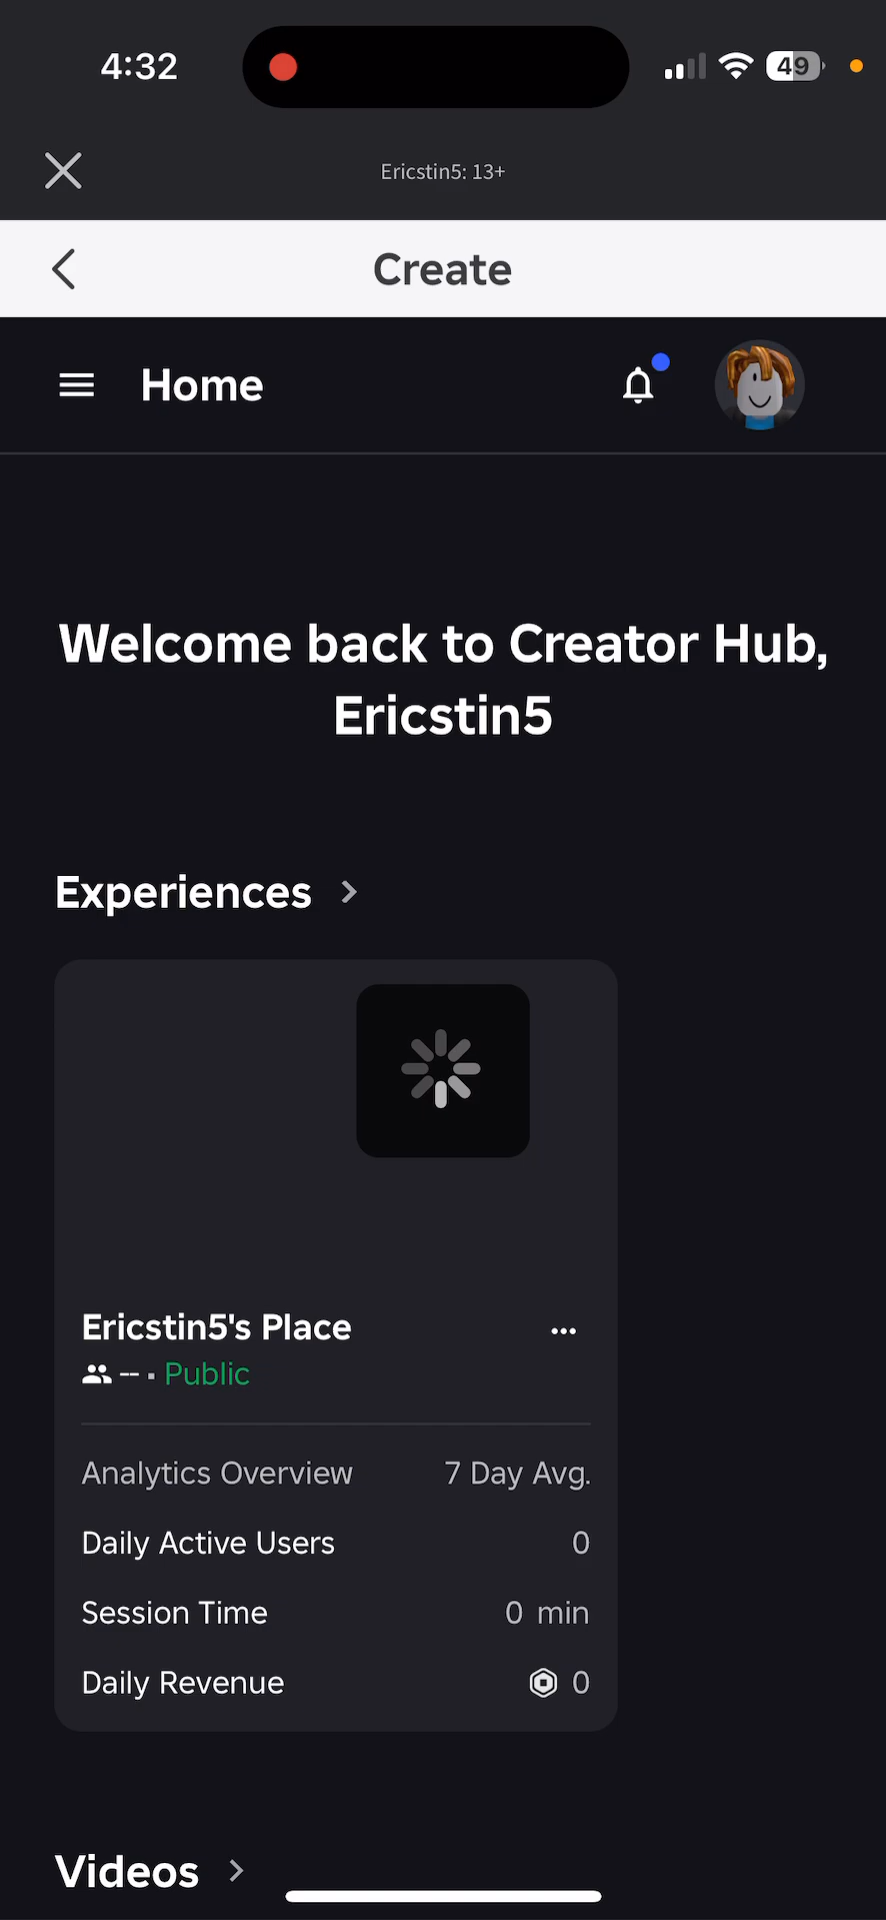 4:32
49
Ericstin5: 13+
Create
Home
Welcome back to Creator Hub,
Ericstin5
Experiences
Ericstin5's Place
-- · Public
Analytics Overview 7 Day Avg.
Daily Active Users 0
Session Time 0 min
Daily Revenue 0
Videos